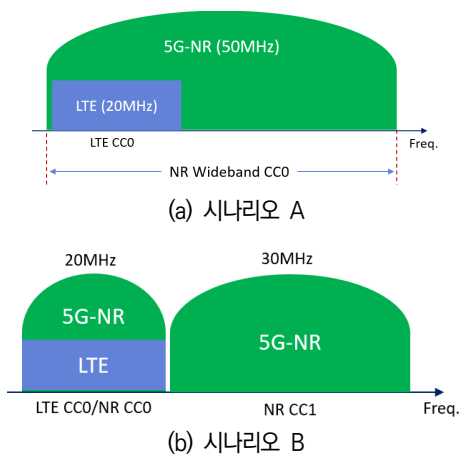 5G-NR (50MHz)
LTE (20MHz)
LTE CC0
Freq.
NR Wideband CC0
(a) 시나리오 A
20MHz
30MHz
5G-NR
5G-NR
LTE
LTE CC0/NR CC0
NR CC1
Freq.
(b) 시나리오 B